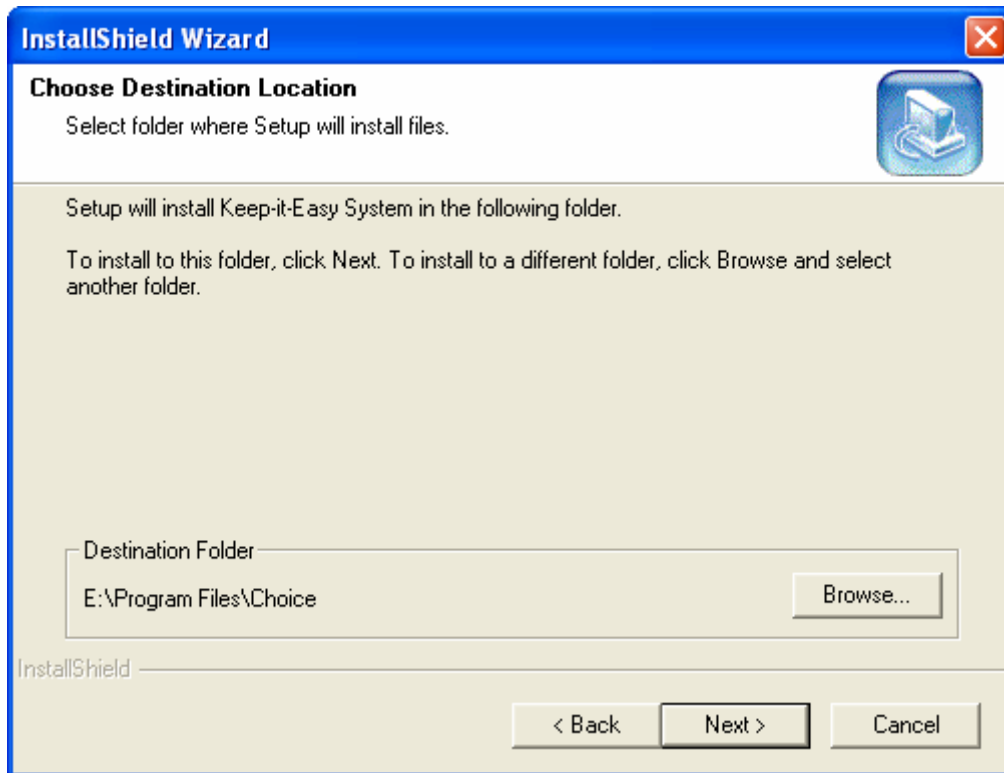 InstallShield Wizard
Choose Destination Location
Select folder where Setup will install files.
Setup will install Keep-it-Easy System in the following folder.
To install to this folder, click Next. To install to a different folder, click Browse and select
another folder.
Destination Folder
E:\Program Files\Choice
Browse...
InstallShield
< Back
Next >
Cancel